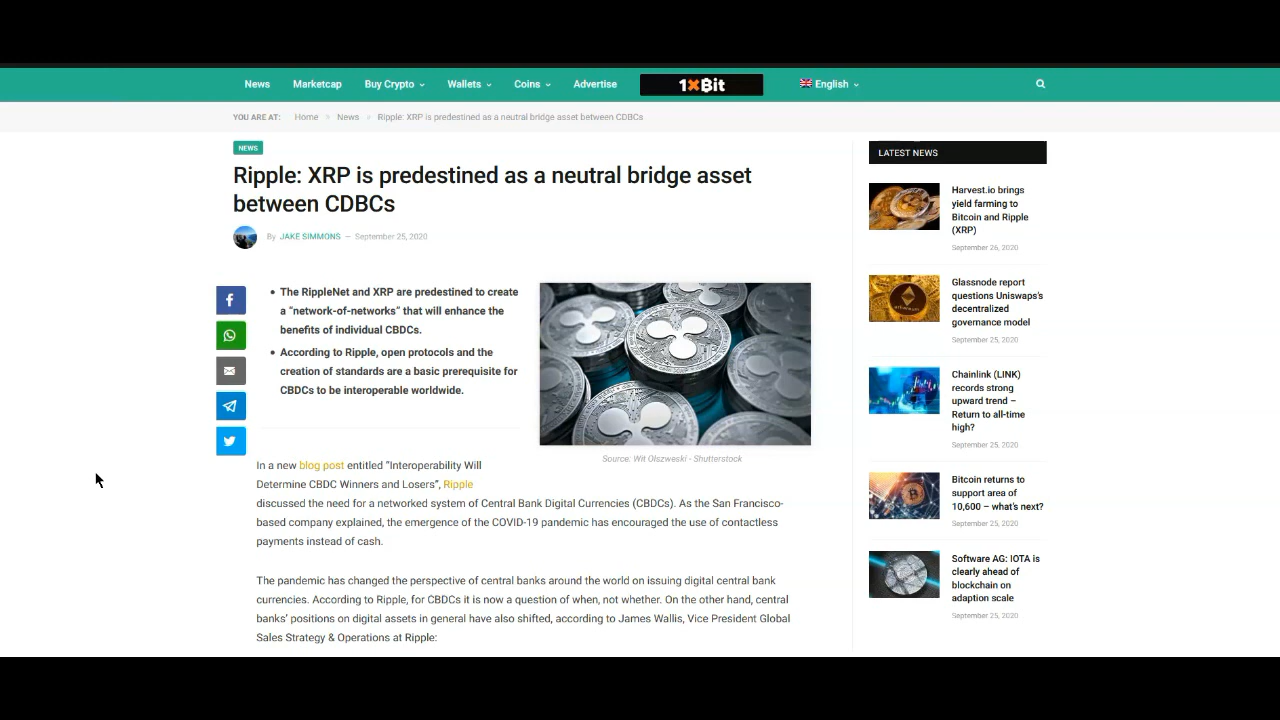 News Marketcap Buy Crypto Wallets Coins Advertise 1xBit English
YOU ARE AT: Home » News » Ripple: XRP is predestined as a neutral bridge asset between CDBCs
NEWS
Ripple: XRP is predestined as a neutral bridge asset
between CDBCs
By JAKE SIMMONS — September 25, 2020
• The RippleNet and XRP are predestined to create
a “network-of-networks” that will enhance the
benefits of individual CBDCs.
• According to Ripple, open protocols and the
creation of standards are a basic prerequisite for
CBDCs to be interoperable worldwide.
Source: Wit Olszweski - Shutterstock
In a new blog post entitled “Interoperability Will
Determine CBDC Winners and Losers”, Ripple
discussed the need for a networked system of Central Bank Digital Currencies (CBDCs). As the San Francisco-
based company explained, the emergence of the COVID-19 pandemic has encouraged the use of contactless
payments instead of cash.
The pandemic has changed the perspective of central banks around the world on issuing digital central bank
currencies. According to Ripple, for CBDCs it is now a question of when, not whether. On the other hand, central
banks’ positions on digital assets in general have also shifted, according to James Wallis, Vice President Global
Sales Strategy & Operations at Ripple:
LATEST NEWS
Harvest.io brings
yield farming to
Bitcoin and Ripple
(XRP)
September 26, 2020
Glassnode report
questions Uniswaps’s
decentralized
governance model
September 25, 2020
Chainlink (LINK)
records strong
upward trend –
Return to all-time
high?
September 25, 2020
Bitcoin returns to
support area of
10,600 – what’s next?
September 25, 2020
Software AG: IOTA is
clearly ahead of
blockchain on
adaption scale
September 25, 2020